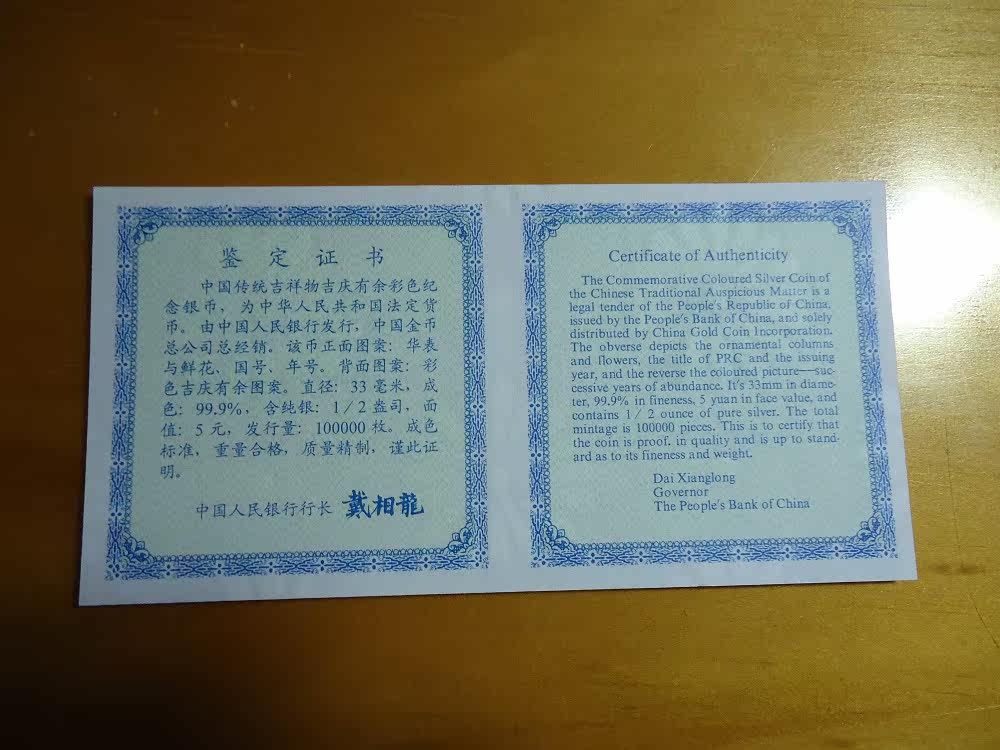 鉴定证书
中国传统吉祥物吉庆有余彩色纪
念银币，为中华人民共和国法定货
币。由中国人民银行发行，中国金币
总公司总经销。该币正面图案：华表
与鲜花、国号、年号。背面图案：彩
色吉庆有余图案。直径：33毫米，成
色：99.9%，含纯银：1/2盎司，面
值：5元，发行量：100000枚。成色
标准，重量合格，质量精制，谨此证
明。
中国人民银行行长 戴相龍
Certificate of Authenticity
The Commemorative Coloured Silver Coin of
the Chinese Traditional Auspicious Matter is a
legal tender of the People's Republic of China,
issued by the People's Bank of China, and solely
distributed by China Gold Coin Incorporation.
The obverse depicts the ornamental columns
and flowers, the title of PRC and the issuing
year, and the reverse the coloured picture—suc-
cessive years of abundance. It's 33mm in diame-
ter, 99.9% in fineness, 5 yuan in face value, and
contains 1/2 ounce of pure silver. The total
mintage is 100000 pieces. This is to certify that
the coin is proof. in quality and is up to stand-
ard as to its fineness and weight.
Dai Xianglong
Governor
The People's Bank of China